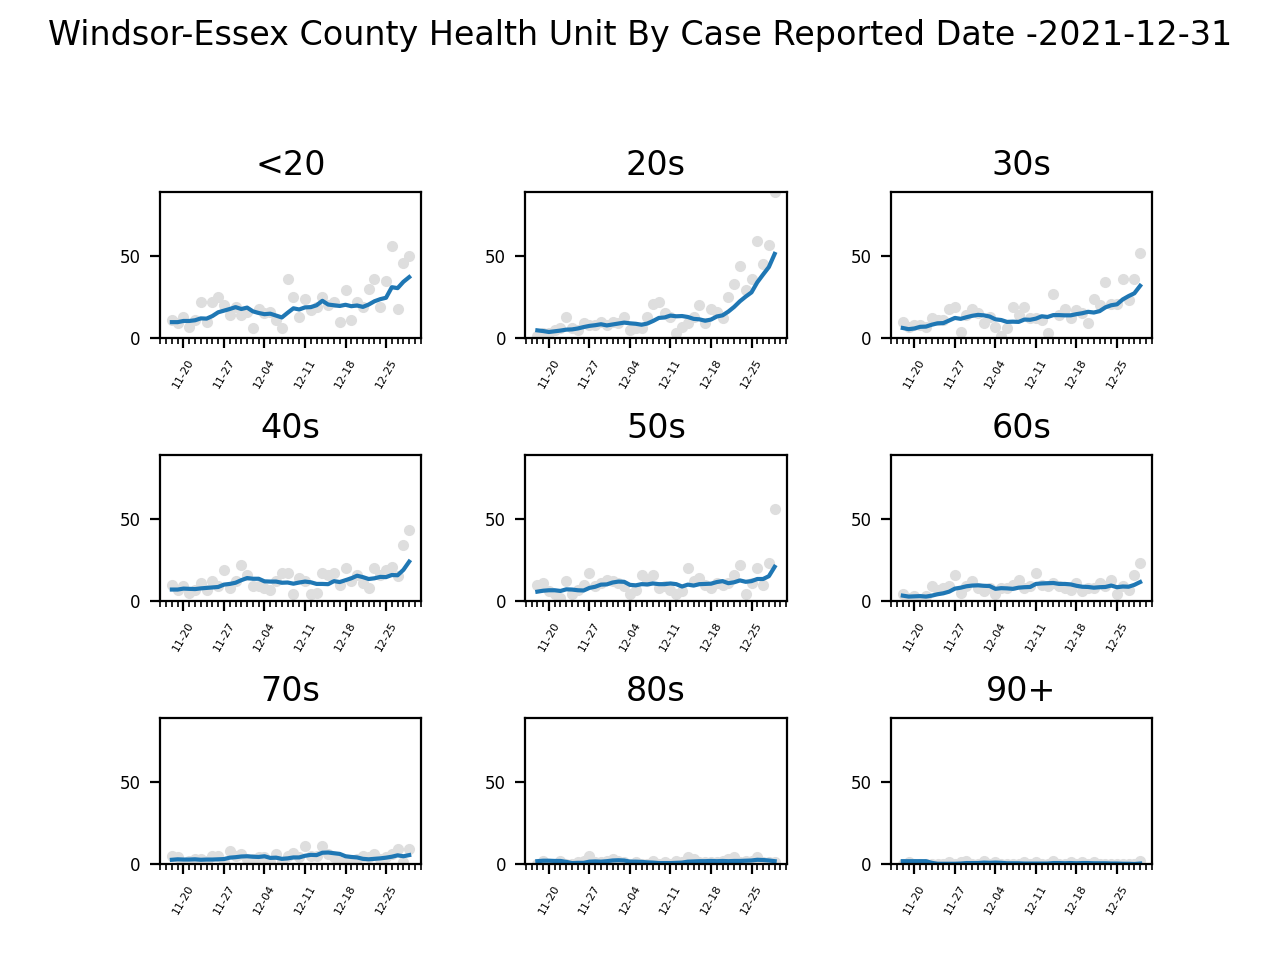 Windsor-Essex County Health Unit By Case Reported Date -2021-12-31
<20 20s 30s
50 50 50
0 0 0
11-20 11-27 12-04 12-11 12-18 12-25 11-20 11-27 12-04 12-11 12-18 12-25 11-20 11-27 12-04 12-11 12-18 12-25
40s 50s 60s
50 50 50
0 0 0
11-20 11-27 12-04 12-11 12-18 12-25 11-20 11-27 12-04 12-11 12-18 12-25 11-20 11-27 12-04 12-11 12-18 12-25
70s 80s 90+
50 50 50
0 0 0
11-20 11-27 12-04 12-11 12-18 12-25 11-20 11-27 12-04 12-11 12-18 12-25 11-20 11-27 12-04 12-11 12-18 12-25